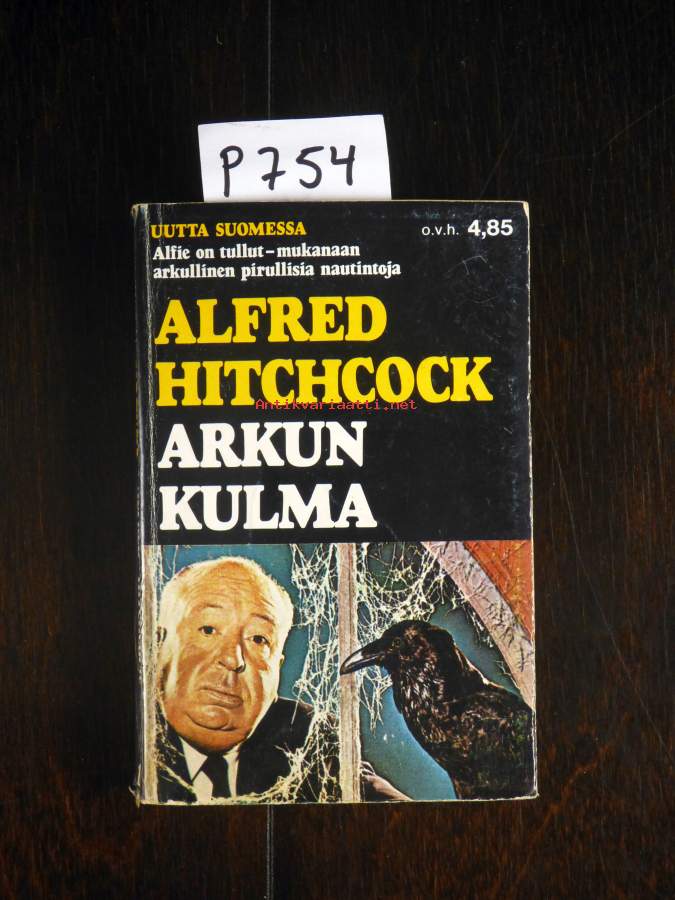 P754
UUTTA SUOMESSA
o.v.h. 4,85
Alfie on tullut–mukanaan
arkullinen pirullisia nautintoja
ALFRED
HITCHCOCK
Antikvariaatti.net
ARKUN
KULMA